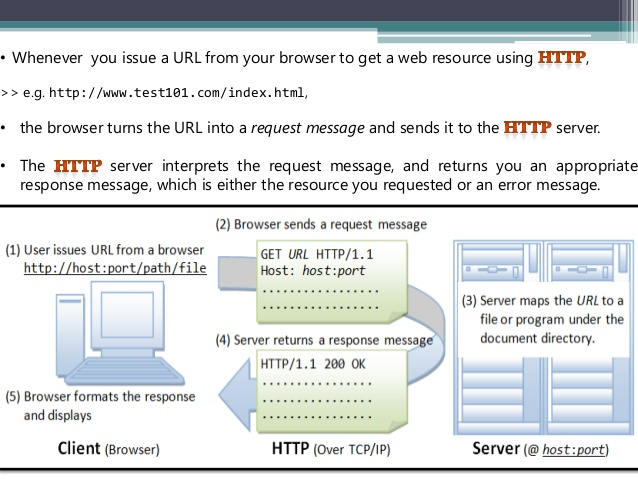 • Whenever you issue a URL from your browser to get a web resource using HTTP,
>> e.g. http://www.test101.com/index.html,
• the browser turns the URL into a request message and sends it to the HTTP server.
• The HTTP server interprets the request message, and returns you an appropriate
response message, which is either the resource you requested or an error message.
(2) Browser sends a request message
(1) User issues URL from a browser
http://host:port/path/file
GET URL HTTP/1.1
Host: host:port
................
................
(3) Server maps the URL to a
file or program under the
document directory.
(4) Server returns a response message
HTTP/1.1 200 OK
................
................
................
(5) Browser formats the response
and displays
Client (Browser)
HTTP (Over TCP/IP)
Server (@ host:port)